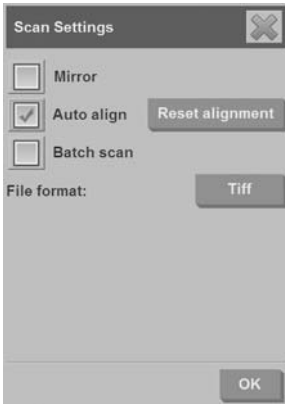 Scan Settings
Mirror
Auto align
Reset alignment
Batch scan
File format:
Tiff
OK